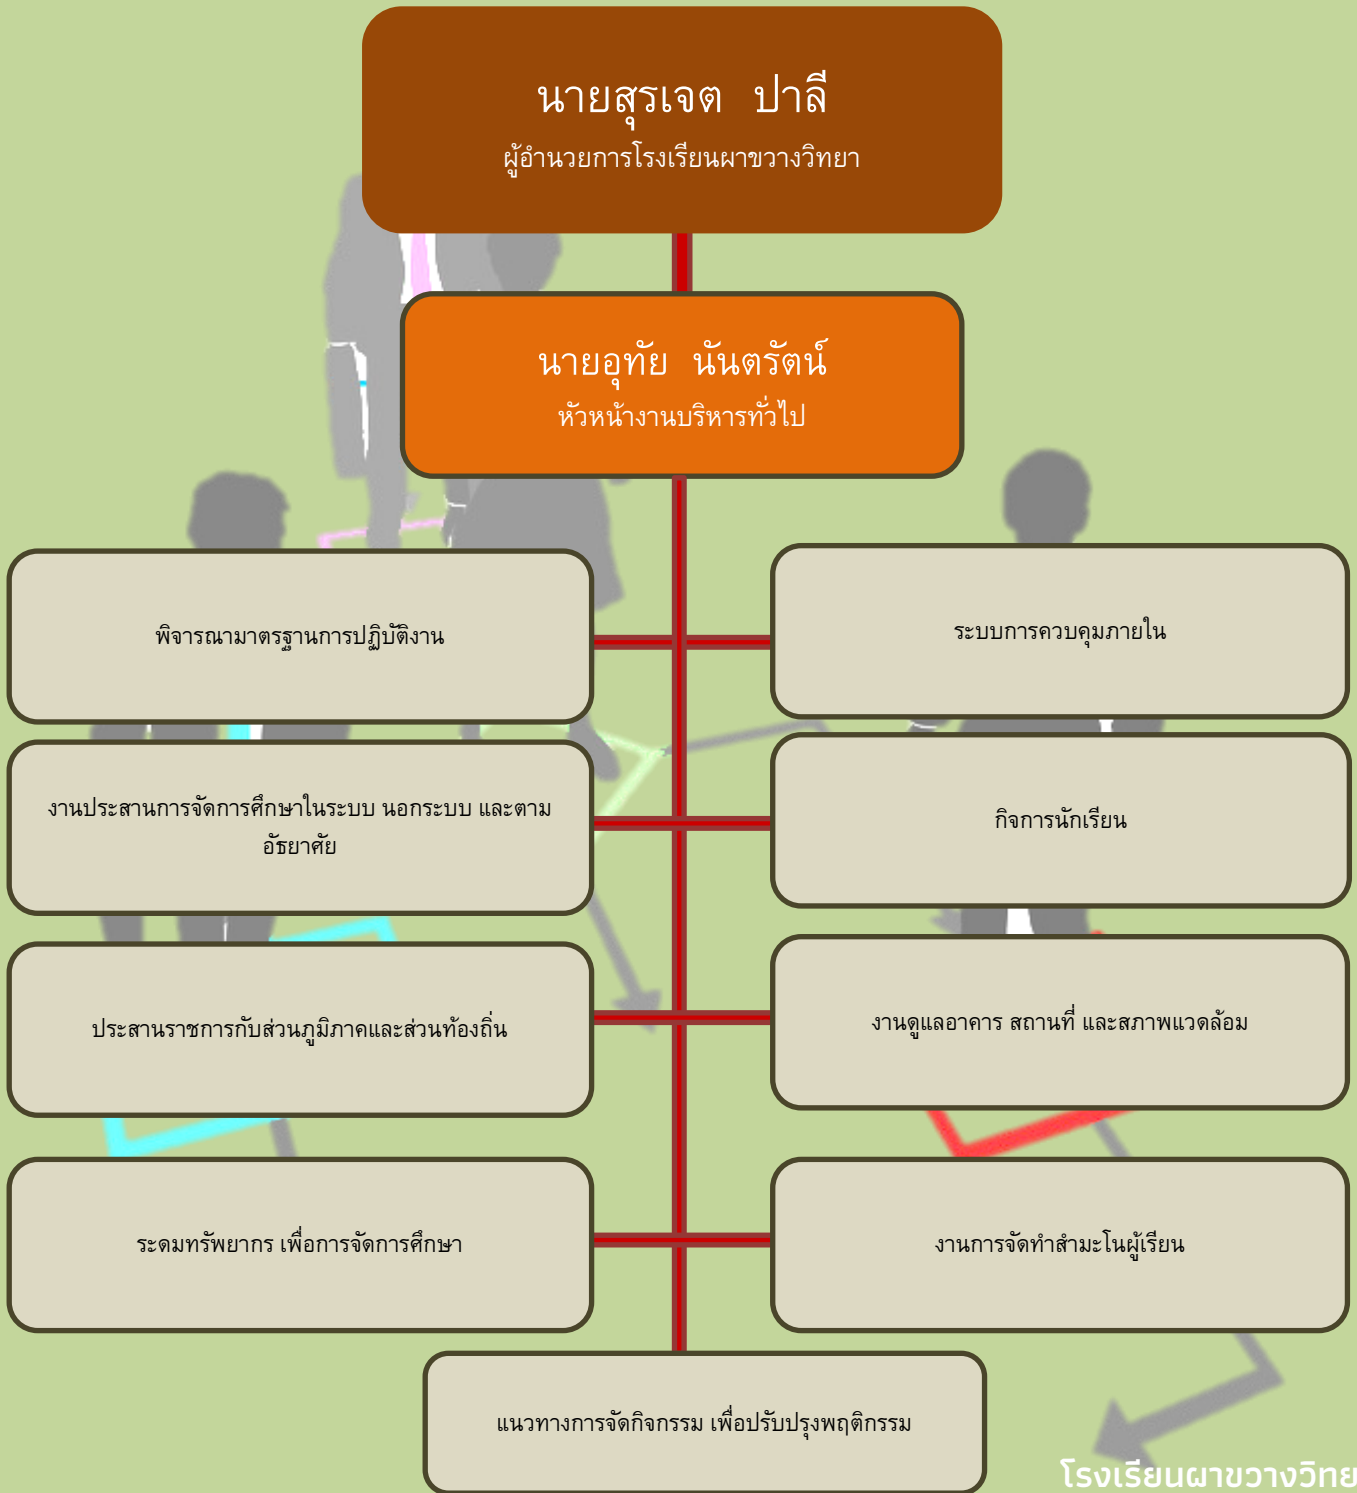 นายสุรเจต ปาลี
ผู้อำนวยการโรงเรียนผาขวางวิทยา
นายอุทัย นันตรัตน์
หัวหน้างานบริหารทั่วไป
พิจารณามาตรฐานการปฏิบัติงาน
ระบบการควบคุมภายใน
งานประสานการจัดการศึกษาในระบบ นอกระบบ และตาม
อัธยาศัย
กิจการนักเรียน
ประสานราชการกับส่วนภูมิภาคและส่วนท้องถิ่น
งานดูแลอาคาร สถานที่ และสภาพแวดล้อม
ระดมทรัพยากร เพื่อการจัดการศึกษา
งานการจัดทำสำมะโนผู้เรียน
แนวทางการจัดกิจกรรม เพื่อปรับปรุงพฤติกรรม
โรงเรียนผาขวางวิทย